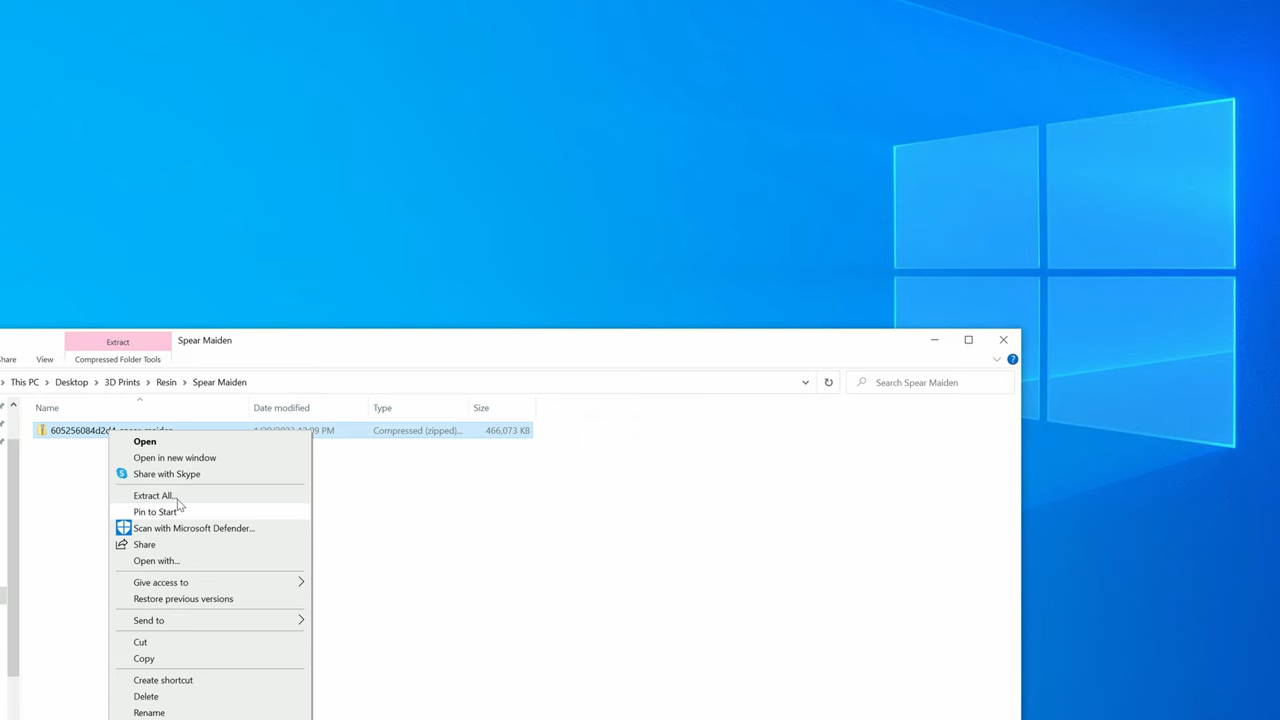 Extract
Spear Maiden
hare
View
Compressed Folder Tools
This PC > Desktop > 3D Prints > Resin > Spear Maiden
Search Spear Maiden
Name
Date modified
Type
Size
PM
Compressed (zipped)...
466,073 KB
Open
Open in new window
Share with Skype
Extract All...
Pin to Start
Scan with Microsoft Defender...
Share
Open with...
Give access to
Restore previous versions
Send to
Cut
Copy
Create shortcut
Delete
Rename